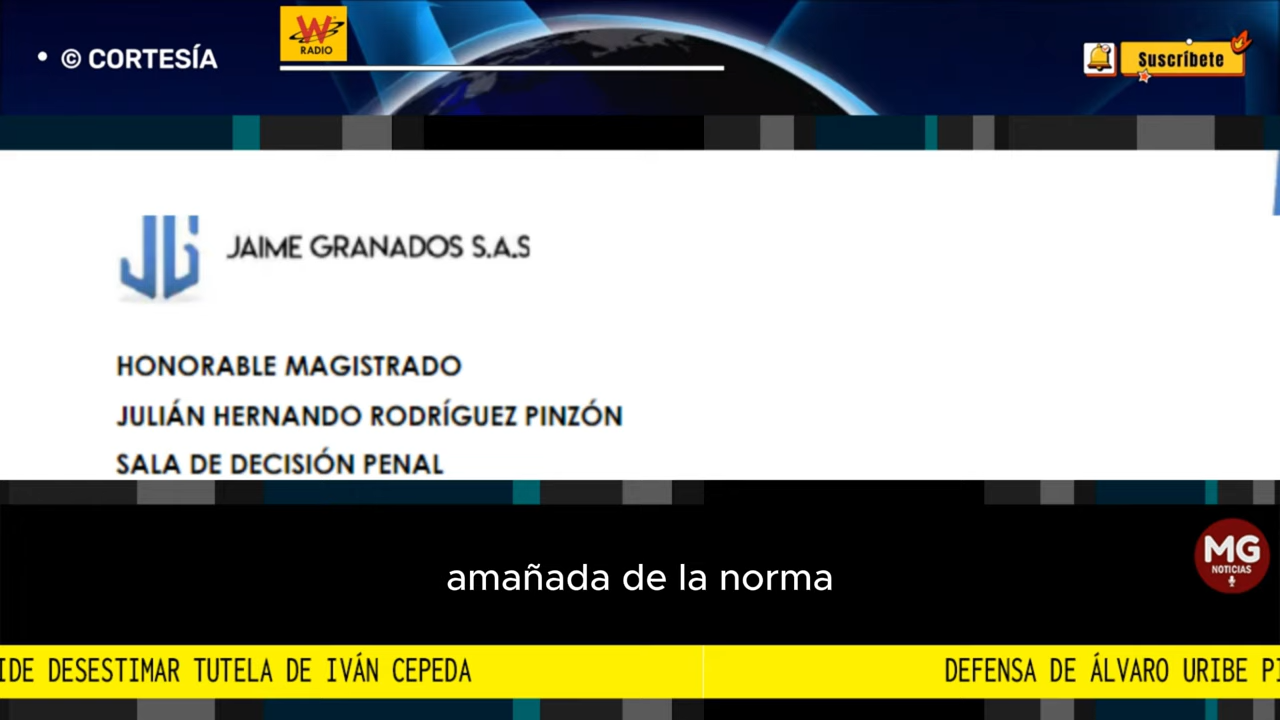 • © CORTESÍA
W
RADIO
Suscríbete
JG
JAIME GRANADOS S.A.S
HONORABLE MAGISTRADO
JULIÁN HERNANDO RODRÍGUEZ PINZÓN
SALA DE DECISIÓN PENAL
amañada de la norma
MG
NOTICIAS
IDE DESESTIMAR TUTELA DE IVÁN CEPEDA
DEFENSA DE ÁLVARO URIBE PI